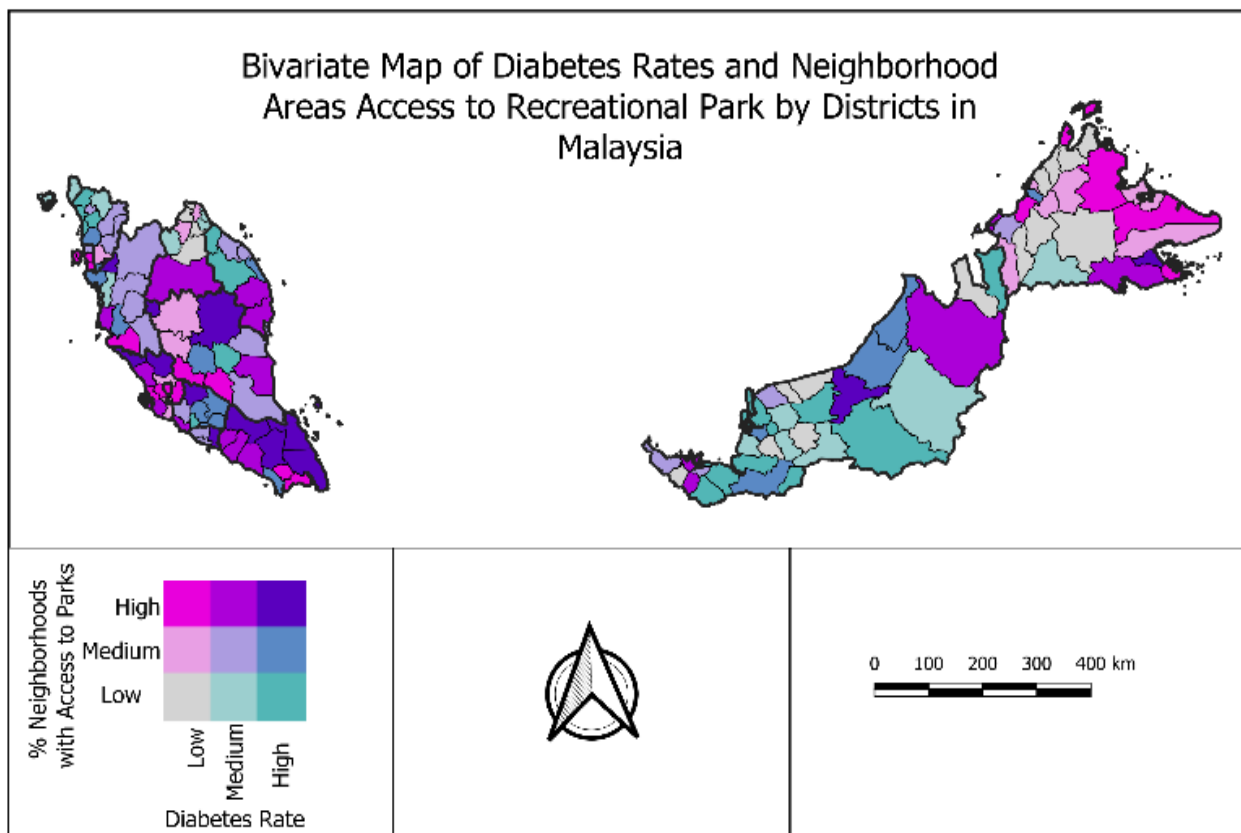 Bivariate Map of Diabetes Rates and Neighborhood
Areas Access to Recreational Park by Districts in
Malaysia
% Neighborhoods
with Access to Parks
High
Medium
Low
Low
Medium
High
Diabetes Rate
0 100 200 300 400 km